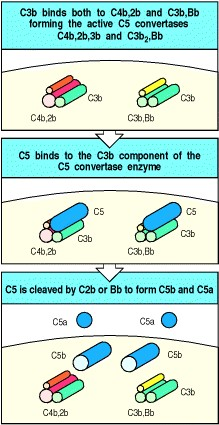 C3b binds both to C4b,2b and C3b,Bb
forming the active C5 convertases
C4b,2b,3b and C3b₂,Bb
C3b
C3b
C4b,2b
C3b,Bb
C5 binds to the C3b component of the
C5 convertase enzyme
C5
C5
C3b
C3b
C4b,2b
C3b,Bb
C5 is cleaved by C2b or Bb to form C5b and C5a
C5a
C5a
C5b
C5b
C3b
C3b
C4b,2b
C3b,Bb